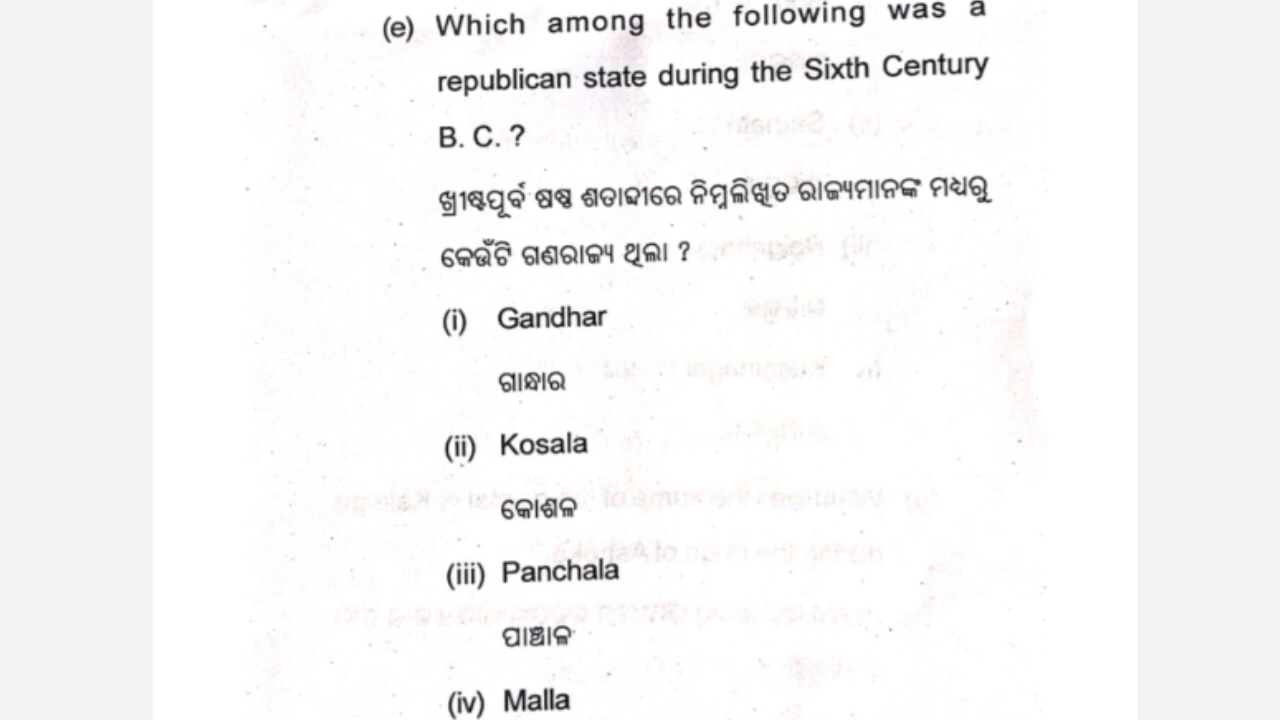 (e) Which among the following was a
republican state during the Sixth Century
B. C. ?
ଖ୍ରୀଷ୍ଟପୂର୍ବ ଷଷ୍ଠ ଶତାବ୍ଦୀରେ ନିମ୍ନଲିଖିତ ରାଜ୍ୟମାନଙ୍କ ମଧ୍ୟରୁ
କେଉଁଟି ଗଣରାଜ୍ୟ ଥିଲା ?
(i) Gandhar
ଗାନ୍ଧାର
(ii) Kosala
କୋଶଳ
(iii) Panchala
ପାଞ୍ଚାଳ
(iv) Malla